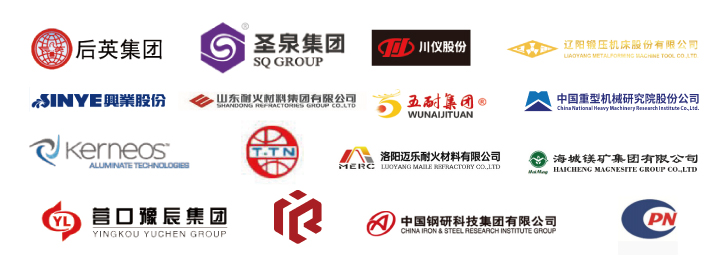 后英集团
圣泉集团®
SQ GROUP
川仪股份
辽阳锻压机床股份有限公司
LIAOYANG METALFORMING MACHINE TOOL CO.,LTD
SINYE 興業股份
山东耐火材料集团有限公司
SHANDONG REFRACTORIES GROUP CO.,LTD
五耐集团®
WUNAIJITUAN
中国重型机械研究院股份公司
China National Heavy Machinery Research Institute Co., Ltd.
Kerneos™
ALUMINATE TECHNOLOGIES
T·TN
MERC
洛阳迈乐耐火材料有限公司
LUOYANG MAILE REFRACTORY CO.,LTD
HaiMag
海城镁矿集团有限公司
HAICHENG MAGNESITE GROUP CO.,LTD
YL
营口豫辰集团
YINGKOU YUCHEN GROUP
中国钢研科技集团有限公司
CHINA IRON & STEEL RESEARCH INSTITUTE GROUP
CPN